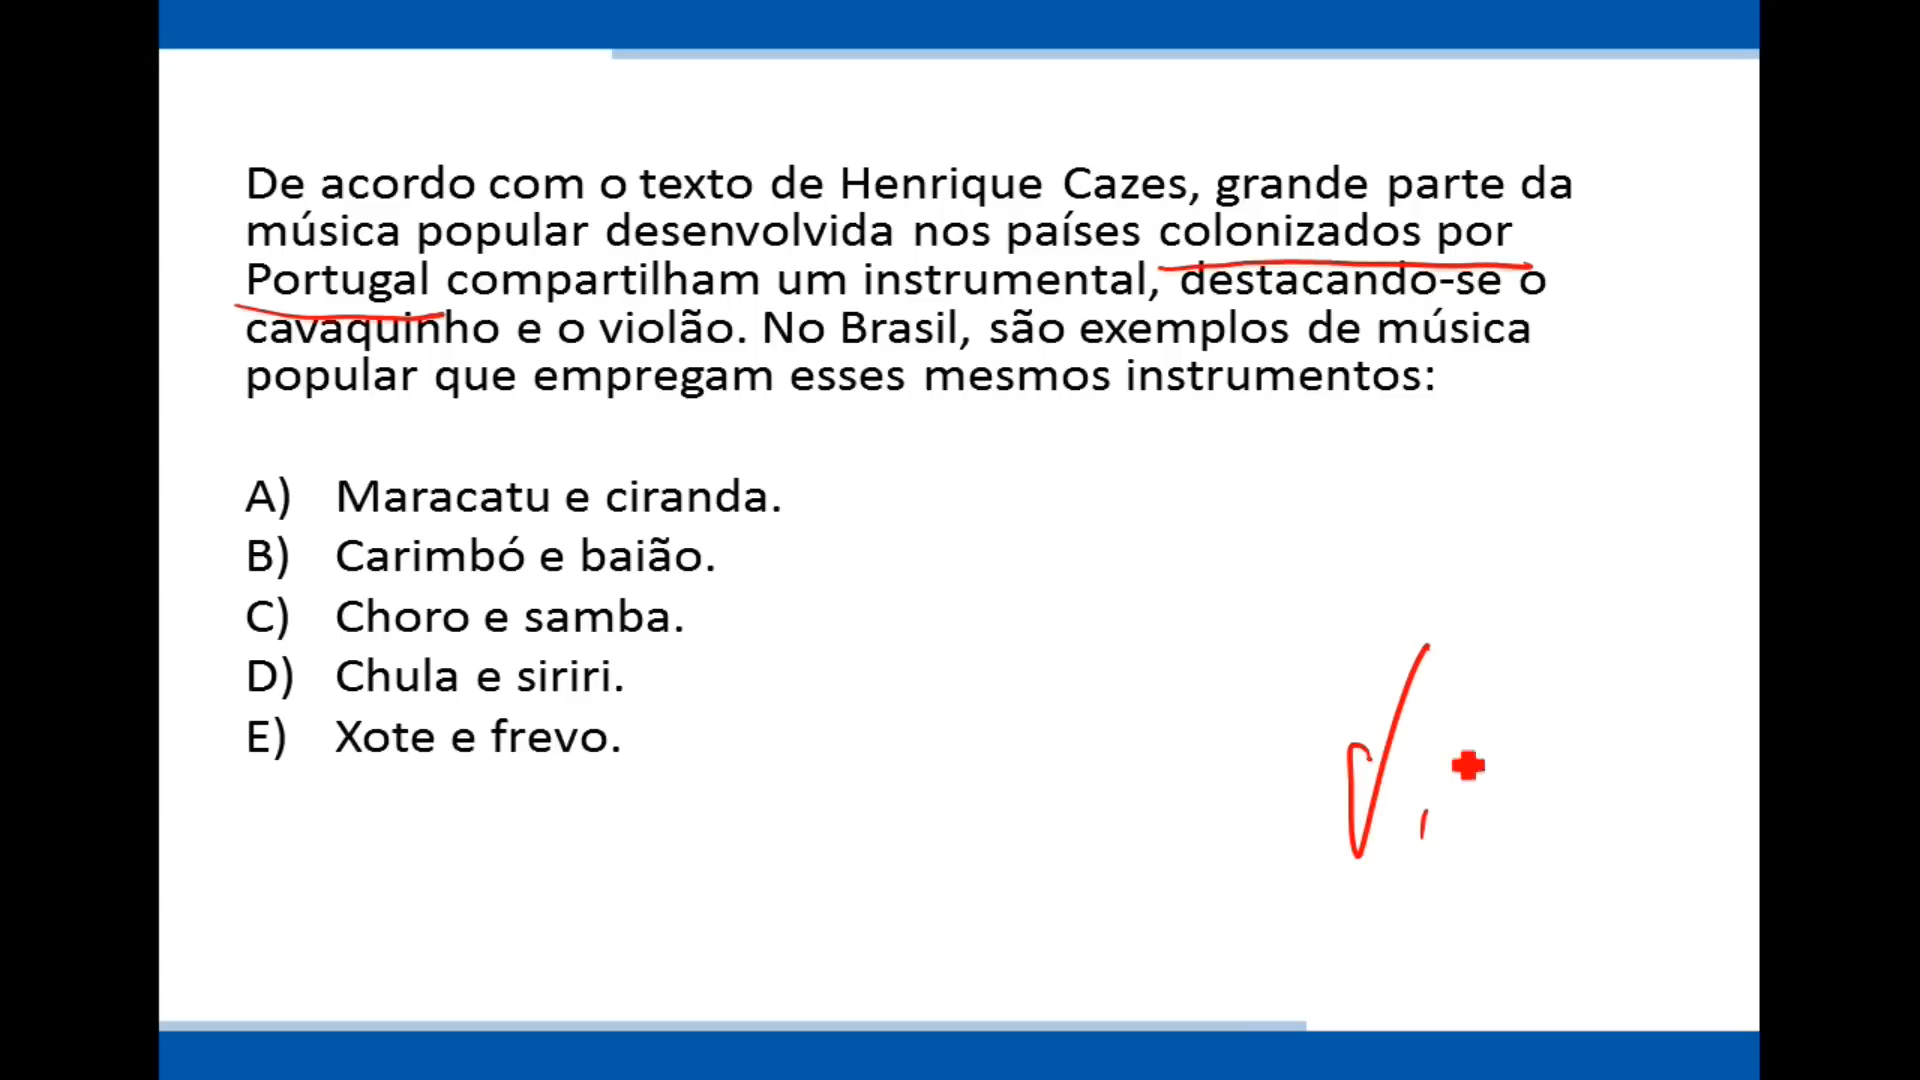 De acordo com o texto de Henrique Cazes, grande parte da
música popular desenvolvida nos países colonizados por
Portugal compartilham um instrumental, destacando-se o
cavaquinho e o violão. No Brasil, são exemplos de música
popular que empregam esses mesmos instrumentos:
A) Maracatu e ciranda.
B) Carimbó e baião.
C) Choro e samba.
D) Chula e siriri.
E) Xote e frevo.